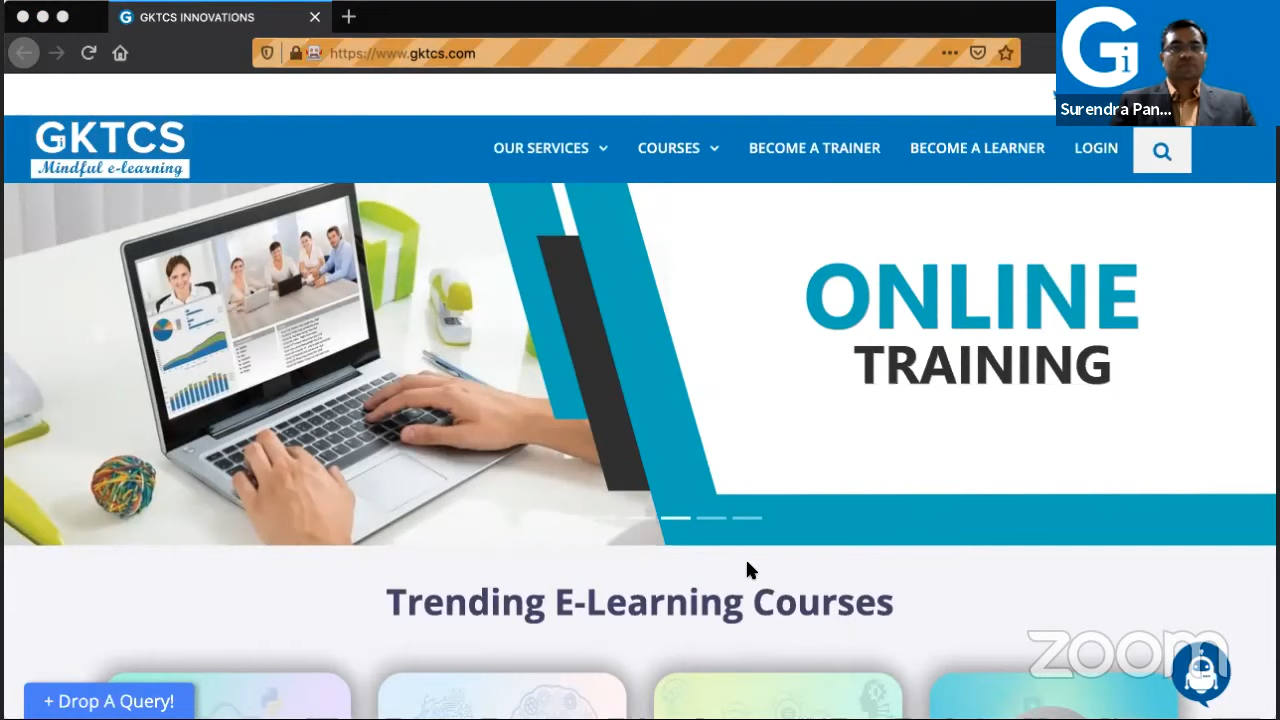 GKTCS INNOVATIONS
https://www.gktcs.com
Gi
Surendra Pan...
GKTCS
Mindful e-learning
OUR SERVICES
COURSES
BECOME A TRAINER
BECOME A LEARNER
LOGIN
ONLINE
TRAINING
Trending E-Learning Courses
zoom
+ Drop A Query!